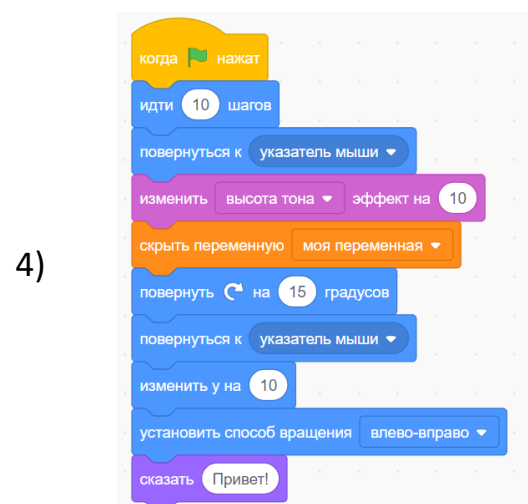 когда нажат
идти 10 шагов
повернуться к указатель мыши
изменить высота тона эффект на 10
скрыть переменную моя переменная
4)
повернуть на 15 градусов
повернуться к указатель мыши
изменить y на 10
установить способ вращения влево-вправо
сказать Привет!